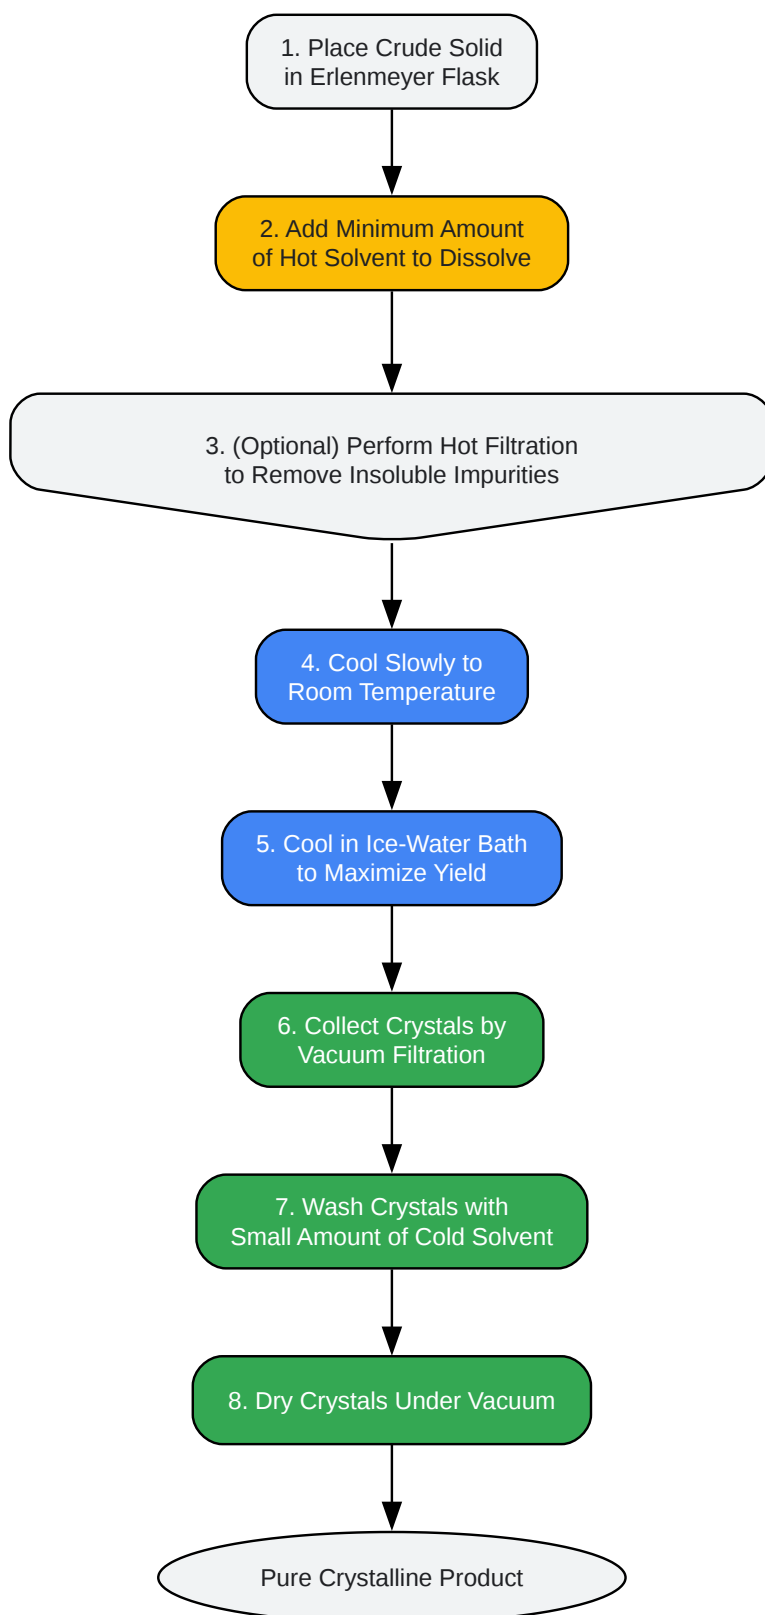 1. Place Crude Solid
in Erlenmeyer Flask
2. Add Minimum Amount
of Hot Solvent to Dissolve
3. (Optional) Perform Hot Filtration
to Remove Insoluble Impurities
4. Cool Slowly to
Room Temperature
5. Cool in Ice-Water Bath
to Maximize Yield
6. Collect Crystals by
Vacuum Filtration
7. Wash Crystals with
Small Amount of Cold Solvent
8. Dry Crystals Under Vacuum
Pure Crystalline Product